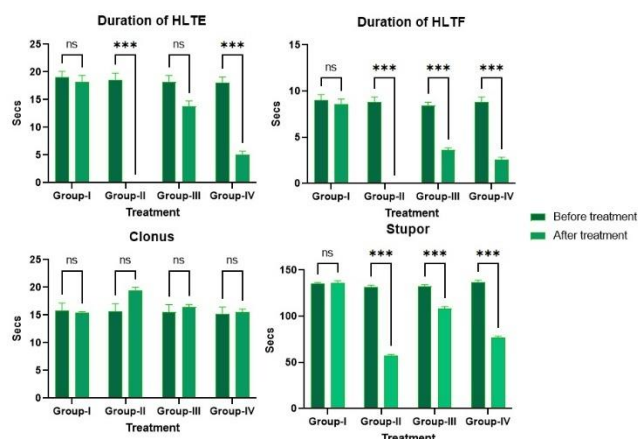 Duration of HLTE
25
20
15
10
5
0
Secs
ns
***
ns
***
Group-I Group-II Group-III Group-IV
Treatment
Duration of HLTF
15
10
5
0
Secs
ns
***
***
***
Group-I Group-II Group-III Group-IV
Treatment
Before treatment
After treatment
Clonus
25
20
15
10
5
0
Secs
ns
ns
ns
ns
Group-I Group-II Group-III Group-IV
Treatment
Stupor
150
100
50
0
Secs
ns
***
***
***
Group-I Group-II Group-III Group-IV
Treatment